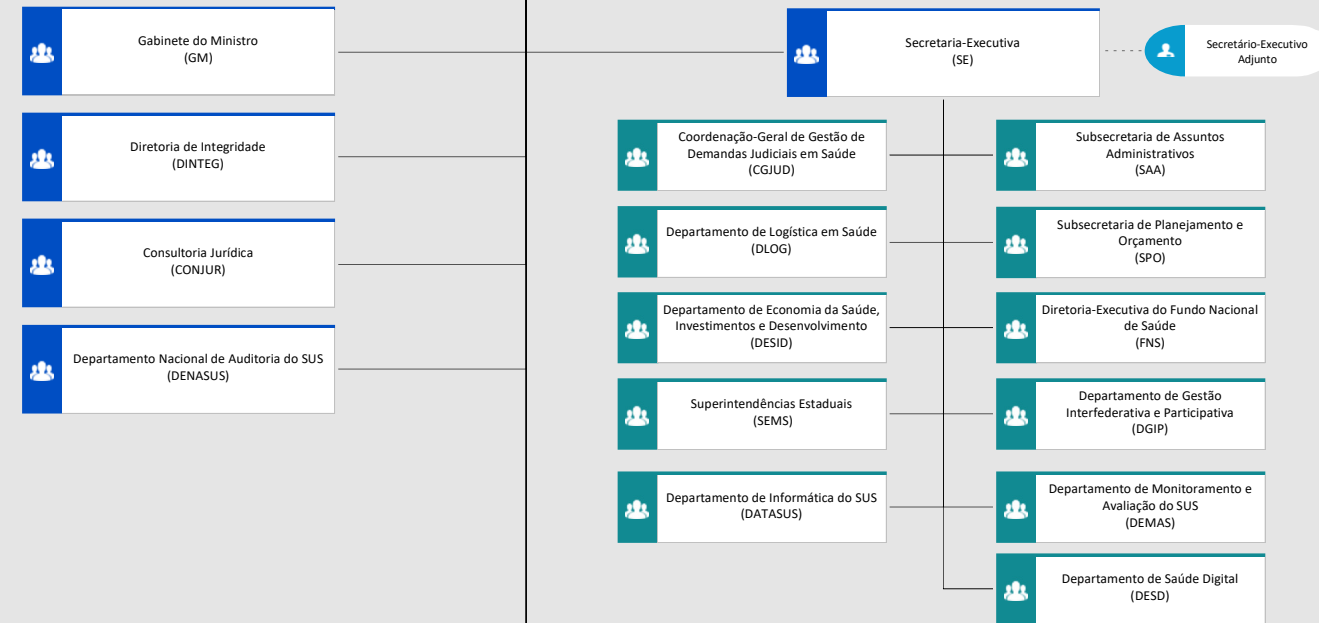 Gabinete do Ministro
(GM)
Diretoria de Integridade
(DINTEG)
Consultoria Jurídica
(CONJUR)
Departamento Nacional de Auditoria do SUS
(DENASUS)
Secretaria-Executiva
(SE)
Secretário-Executivo
Adjunto
Coordenação-Geral de Gestão de
Demandas Judiciais em Saúde
(CGJUD)
Subsecretaria de Assuntos
Administrativos
(SAA)
Departamento de Logística em Saúde
(DLOG)
Subsecretaria de Planejamento e
Orçamento
(SPO)
Departamento de Economia da Saúde,
Investimentos e Desenvolvimento
(DESID)
Diretoria-Executiva do Fundo Nacional
de Saúde
(FNS)
Superintendências Estaduais
(SEMS)
Departamento de Gestão
Interfederativa e Participativa
(DGIP)
Departamento de Informática do SUS
(DATASUS)
Departamento de Monitoramento e
Avaliação do SUS
(DEMAS)
Departamento de Saúde Digital
(DESD)